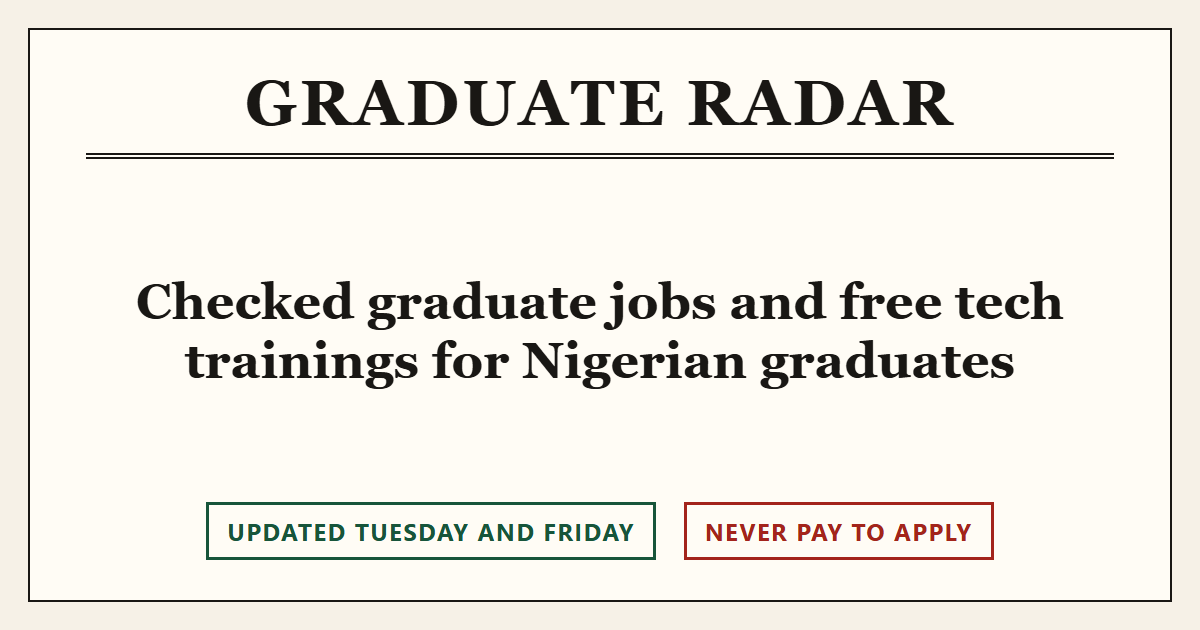 GRADUATE RADAR
Checked graduate jobs and free tech
trainings for Nigerian graduates
UPDATED TUESDAY AND FRIDAY
NEVER PAY TO APPLY